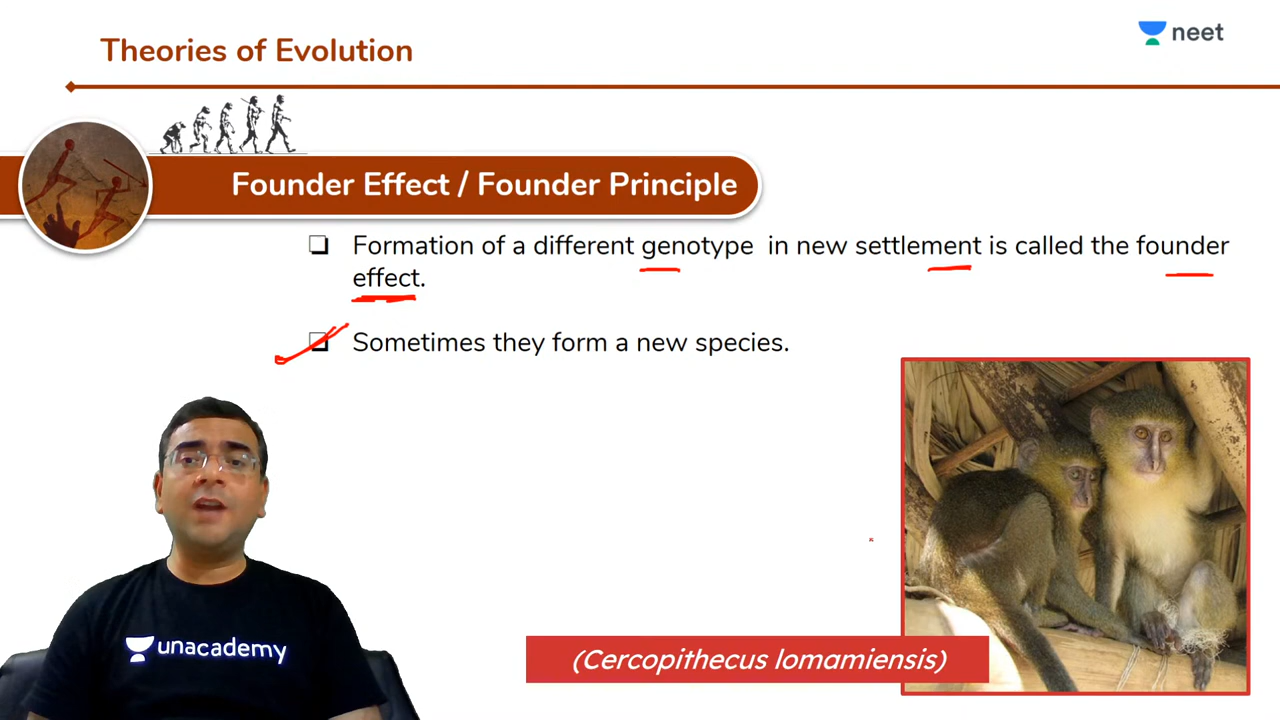 Theories of Evolution
neet
Founder Effect / Founder Principle
Formation of a different genotype in new settlement is called the founder
effect.
Sometimes they form a new species.
unacademy
(Cercopithecus lomamiensis)